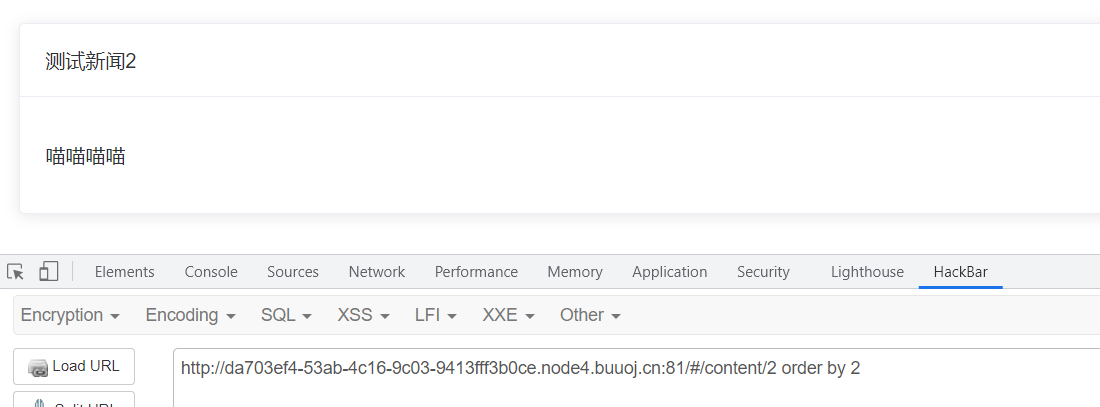 测试新闻2
喵喵喵喵
Elements Console Sources Network Performance Memory Application Security Lighthouse HackBar
Encryption Encoding SQL XSS LFI XXE Other
Load URL http://da703ef4-53ab-4c16-9c03-9413fff3b0ce.node4.buuoj.cn:81/#/content/2 order by 2
Split URL